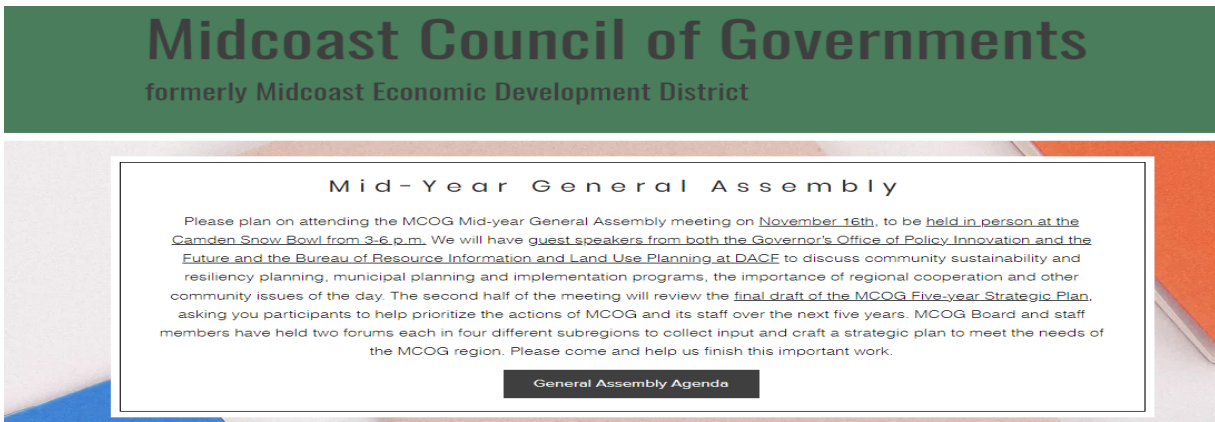 Midcoast Council of Governments
formerly Midcoast Economic Development District
Mid-Year General Assembly
Please plan on attending the MCOG Mid-year General Assembly meeting on November 16th, to be held in person at the
Camden Snow Bowl from 3-6 p.m. We will have guest speakers from both the Governor's Office of Policy Innovation and the
Future and the Bureau of Resource Information and Land Use Planning at DACF to discuss community sustainability and
resiliency planning, municipal planning and implementation programs, the importance of regional cooperation and other
community issues of the day. The second half of the meeting will review the final draft of the MCOG Five-year Strategic Plan,
asking you participants to help prioritize the actions of MCOG and its staff over the next five years. MCOG Board and staff
members have held two forums each in four different subregions to collect input and craft a strategic plan to meet the needs of
the MCOG region. Please come and help us finish this important work.
General Assembly Agenda